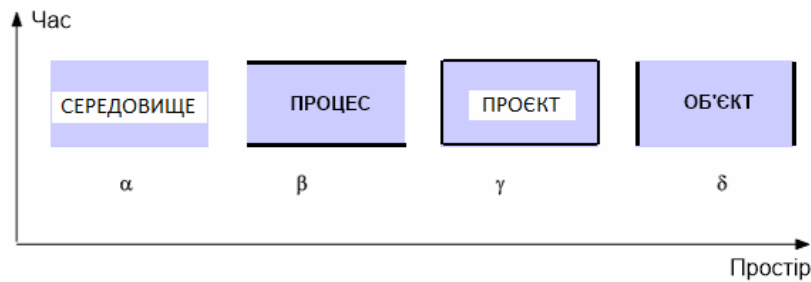 Час
СЕРЕДОВИЩЕ
ПРОЦЕС
ПРОЄКТ
ОБ'ЄКТ
α
β
γ
δ
Простір